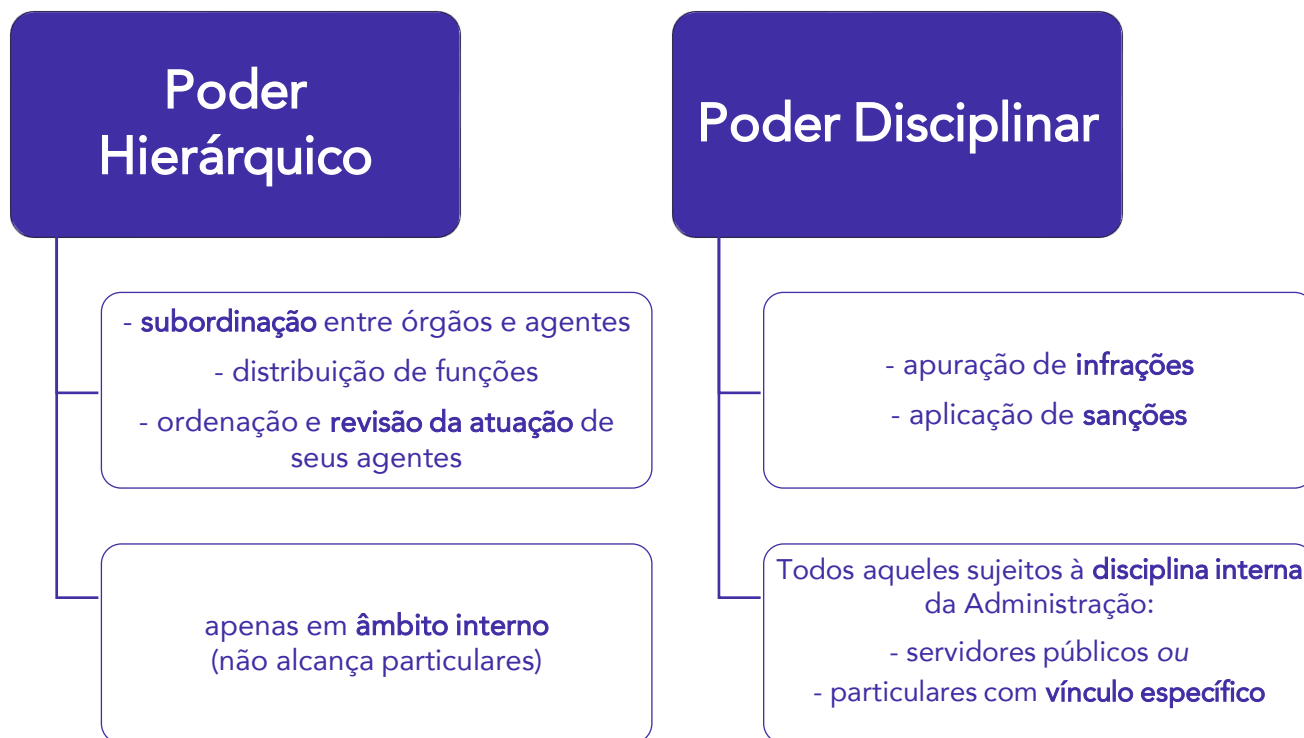 Poder
Hierárquico
- subordinação entre órgãos e agentes
- distribuição de funções
- ordenação e revisão da atuação de
seus agentes
apenas em âmbito interno
(não alcança particulares)
Poder Disciplinar
- apuração de infrações
- aplicação de sanções
Todos aqueles sujeitos à disciplina interna
da Administração:
- servidores públicos ou
- particulares com vínculo específico